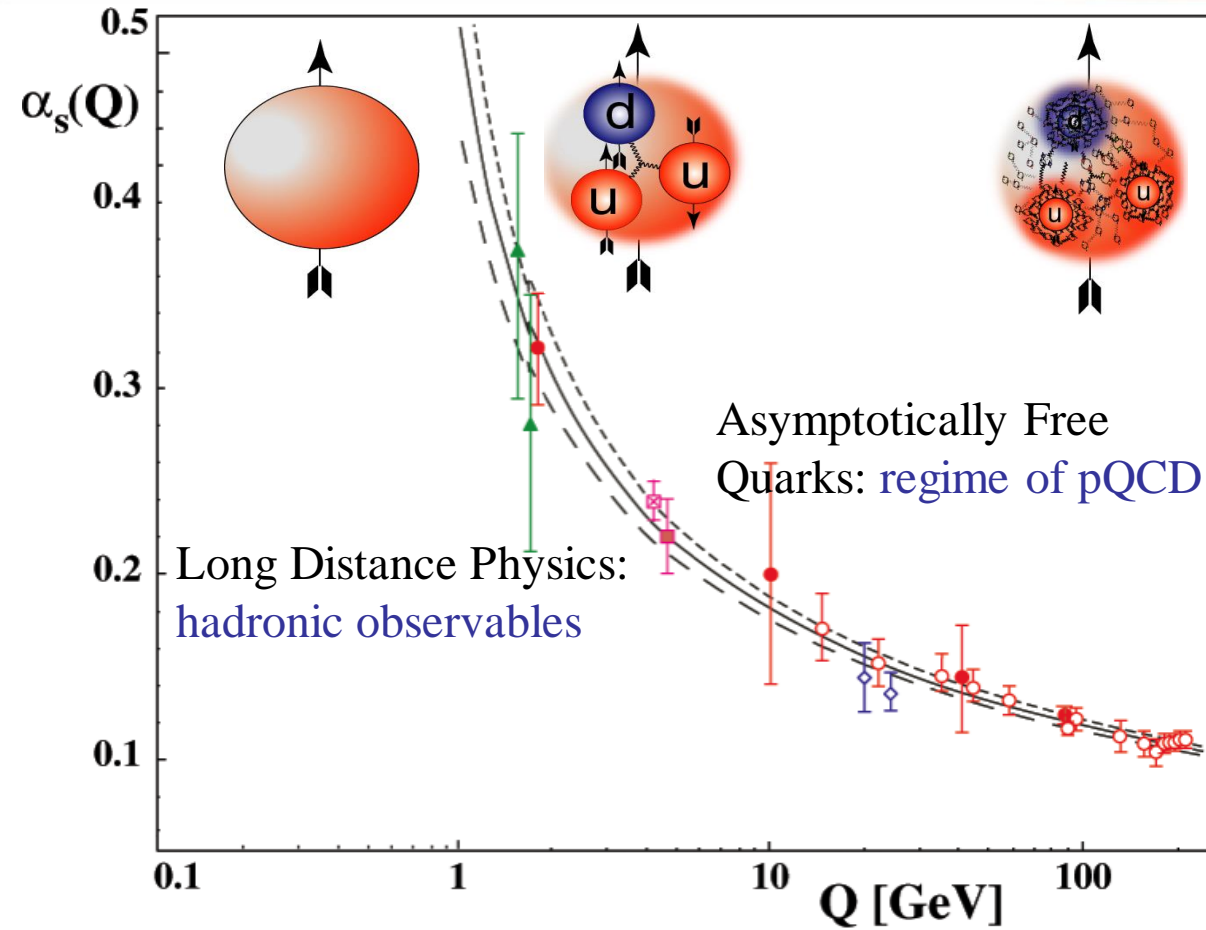 0.5
αs(Q)
d
u
u
d
u
u
0.4
0.3
Asymptotically Free
Quarks: regime of pQCD
0.2
Long Distance Physics:
hadronic observables
0.1
0.1
1
10
100
Q [GeV]